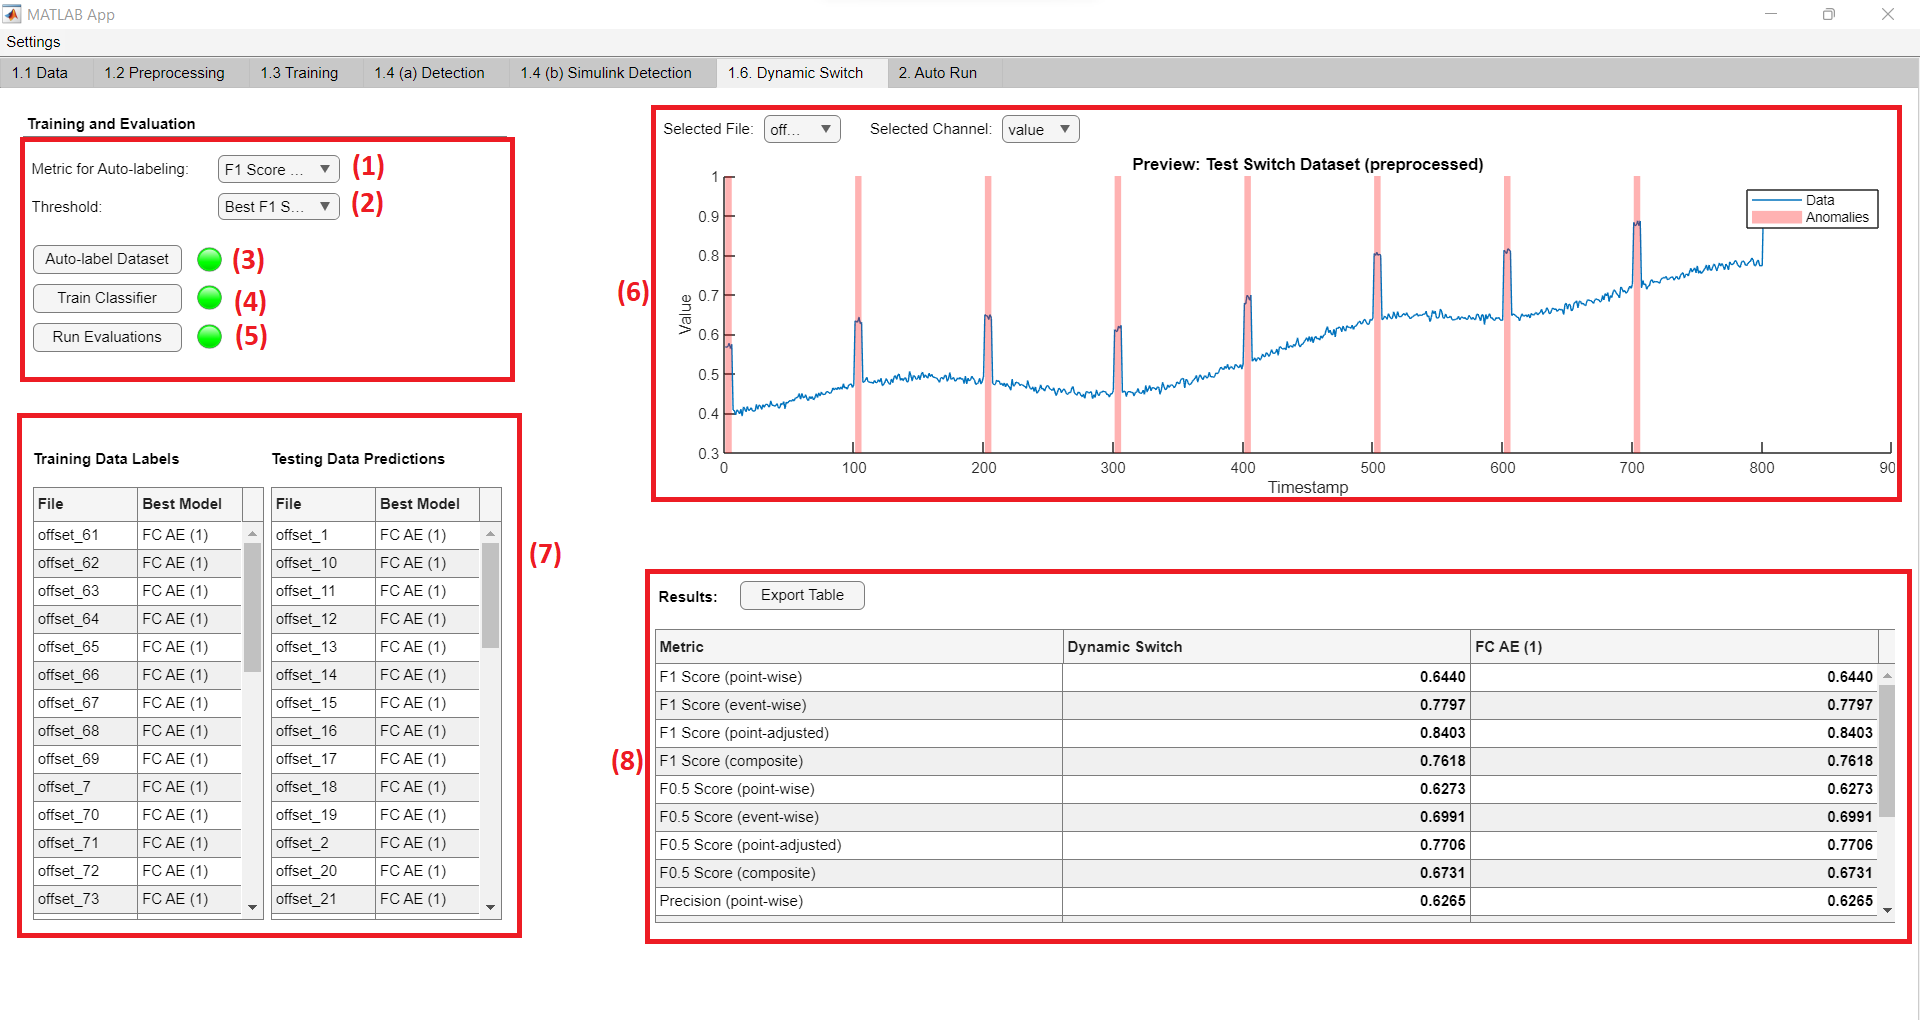 MATLAB App
Settings
1.1 Data 1.2 Preprocessing 1.3 Training 1.4 (a) Detection 1.4 (b) Simulink Detection 1.6. Dynamic Switch 2. Auto Run
Training and Evaluation
Metric for Auto-labeling: F1 Score ... (1)
Threshold: Best F1 S... (2)
Auto-label Dataset (3)
Train Classifier (4)
Run Evaluations (5)
Training Data Labels
File Best Model
offset_61 FC AE (1)
offset_62 FC AE (1)
offset_63 FC AE (1)
offset_64 FC AE (1)
offset_65 FC AE (1)
offset_66 FC AE (1)
offset_67 FC AE (1)
offset_68 FC AE (1)
offset_69 FC AE (1)
offset_7 FC AE (1)
offset_70 FC AE (1)
offset_71 FC AE (1)
offset_72 FC AE (1)
offset_73 FC AE (1)
Testing Data Predictions
File Best Model
offset_1 FC AE (1)
offset_10 FC AE (1)
offset_11 FC AE (1)
offset_12 FC AE (1)
offset_13 FC AE (1)
offset_14 FC AE (1)
offset_15 FC AE (1)
offset_16 FC AE (1)
offset_17 FC AE (1)
offset_18 FC AE (1)
offset_19 FC AE (1)
offset_2 FC AE (1)
offset_20 FC AE (1)
offset_21 FC AE (1)
(7)
Selected File: off... Selected Channel: value
Preview: Test Switch Dataset (preprocessed)
(6)
Value
1
0.9
0.8
0.7
0.6
0.5
0.4
0.3
Data
Anomalies
0 100 200 300 400 500 600 700 800 90
Timestamp
Results: Export Table
(8)
Metric Dynamic Switch FC AE (1)
F1 Score (point-wise) 0.6440 0.6440
F1 Score (event-wise) 0.7797 0.7797
F1 Score (point-adjusted) 0.8403 0.8403
F1 Score (composite) 0.7618 0.7618
F0.5 Score (point-wise) 0.6273 0.6273
F0.5 Score (event-wise) 0.6991 0.6991
F0.5 Score (point-adjusted) 0.7706 0.7706
F0.5 Score (composite) 0.6731 0.6731
Precision (point-wise) 0.6265 0.6265